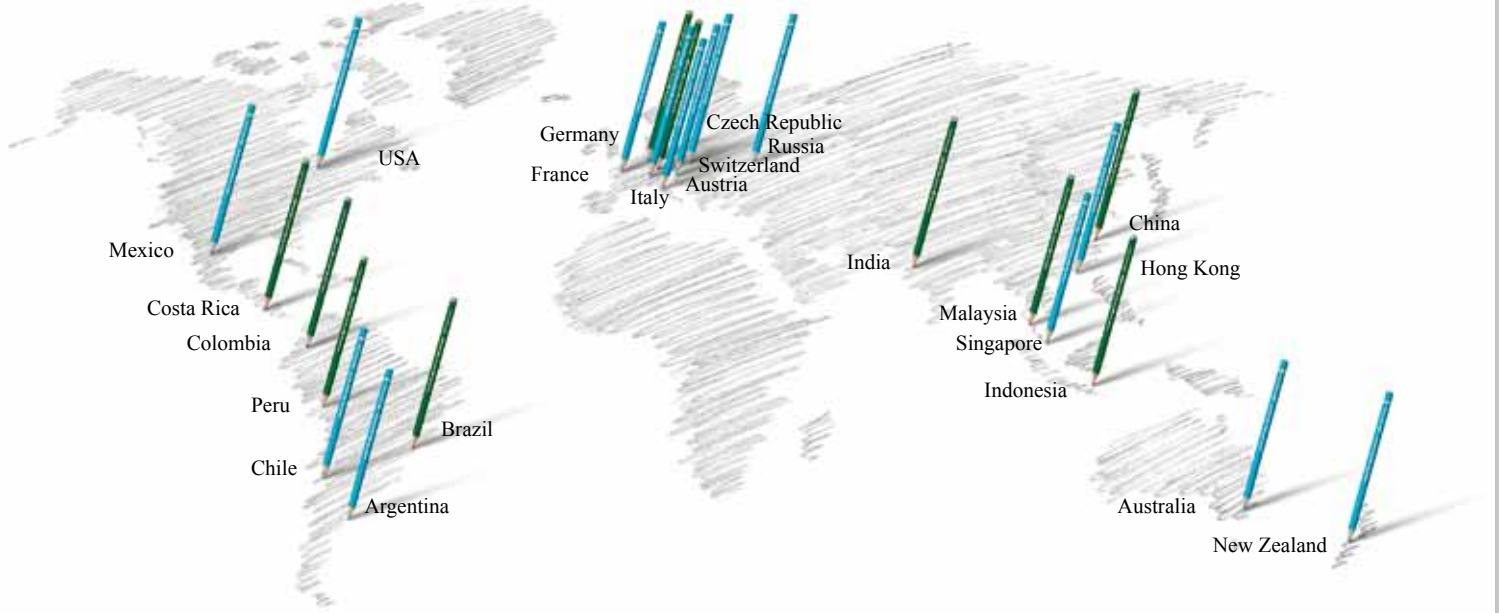 USA
Mexico
Costa Rica
Colombia
Peru
Brazil
Chile
Argentina
Germany
France
Italy
Czech Republic
Russia
Switzerland
Austria
India
China
Hong Kong
Malaysia
Singapore
Indonesia
Australia
New Zealand